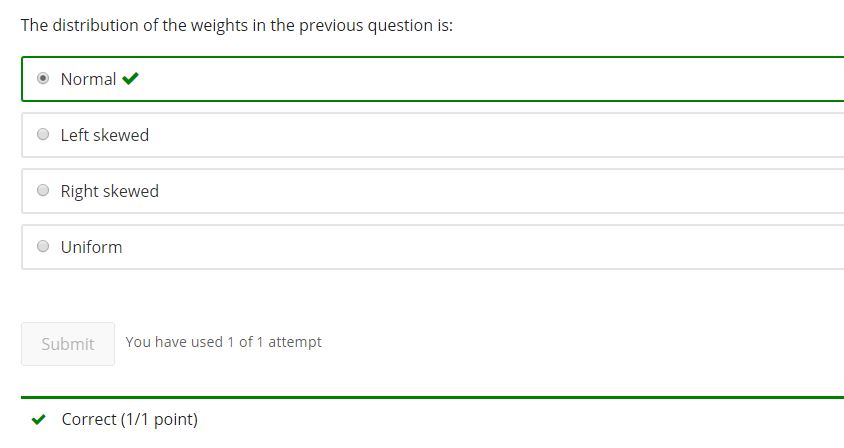 The distribution of the weights in the previous question is:
Normal
Left skewed
Right skewed
Uniform
Submit You have used 1 of 1 attempt
Correct (1/1 point)